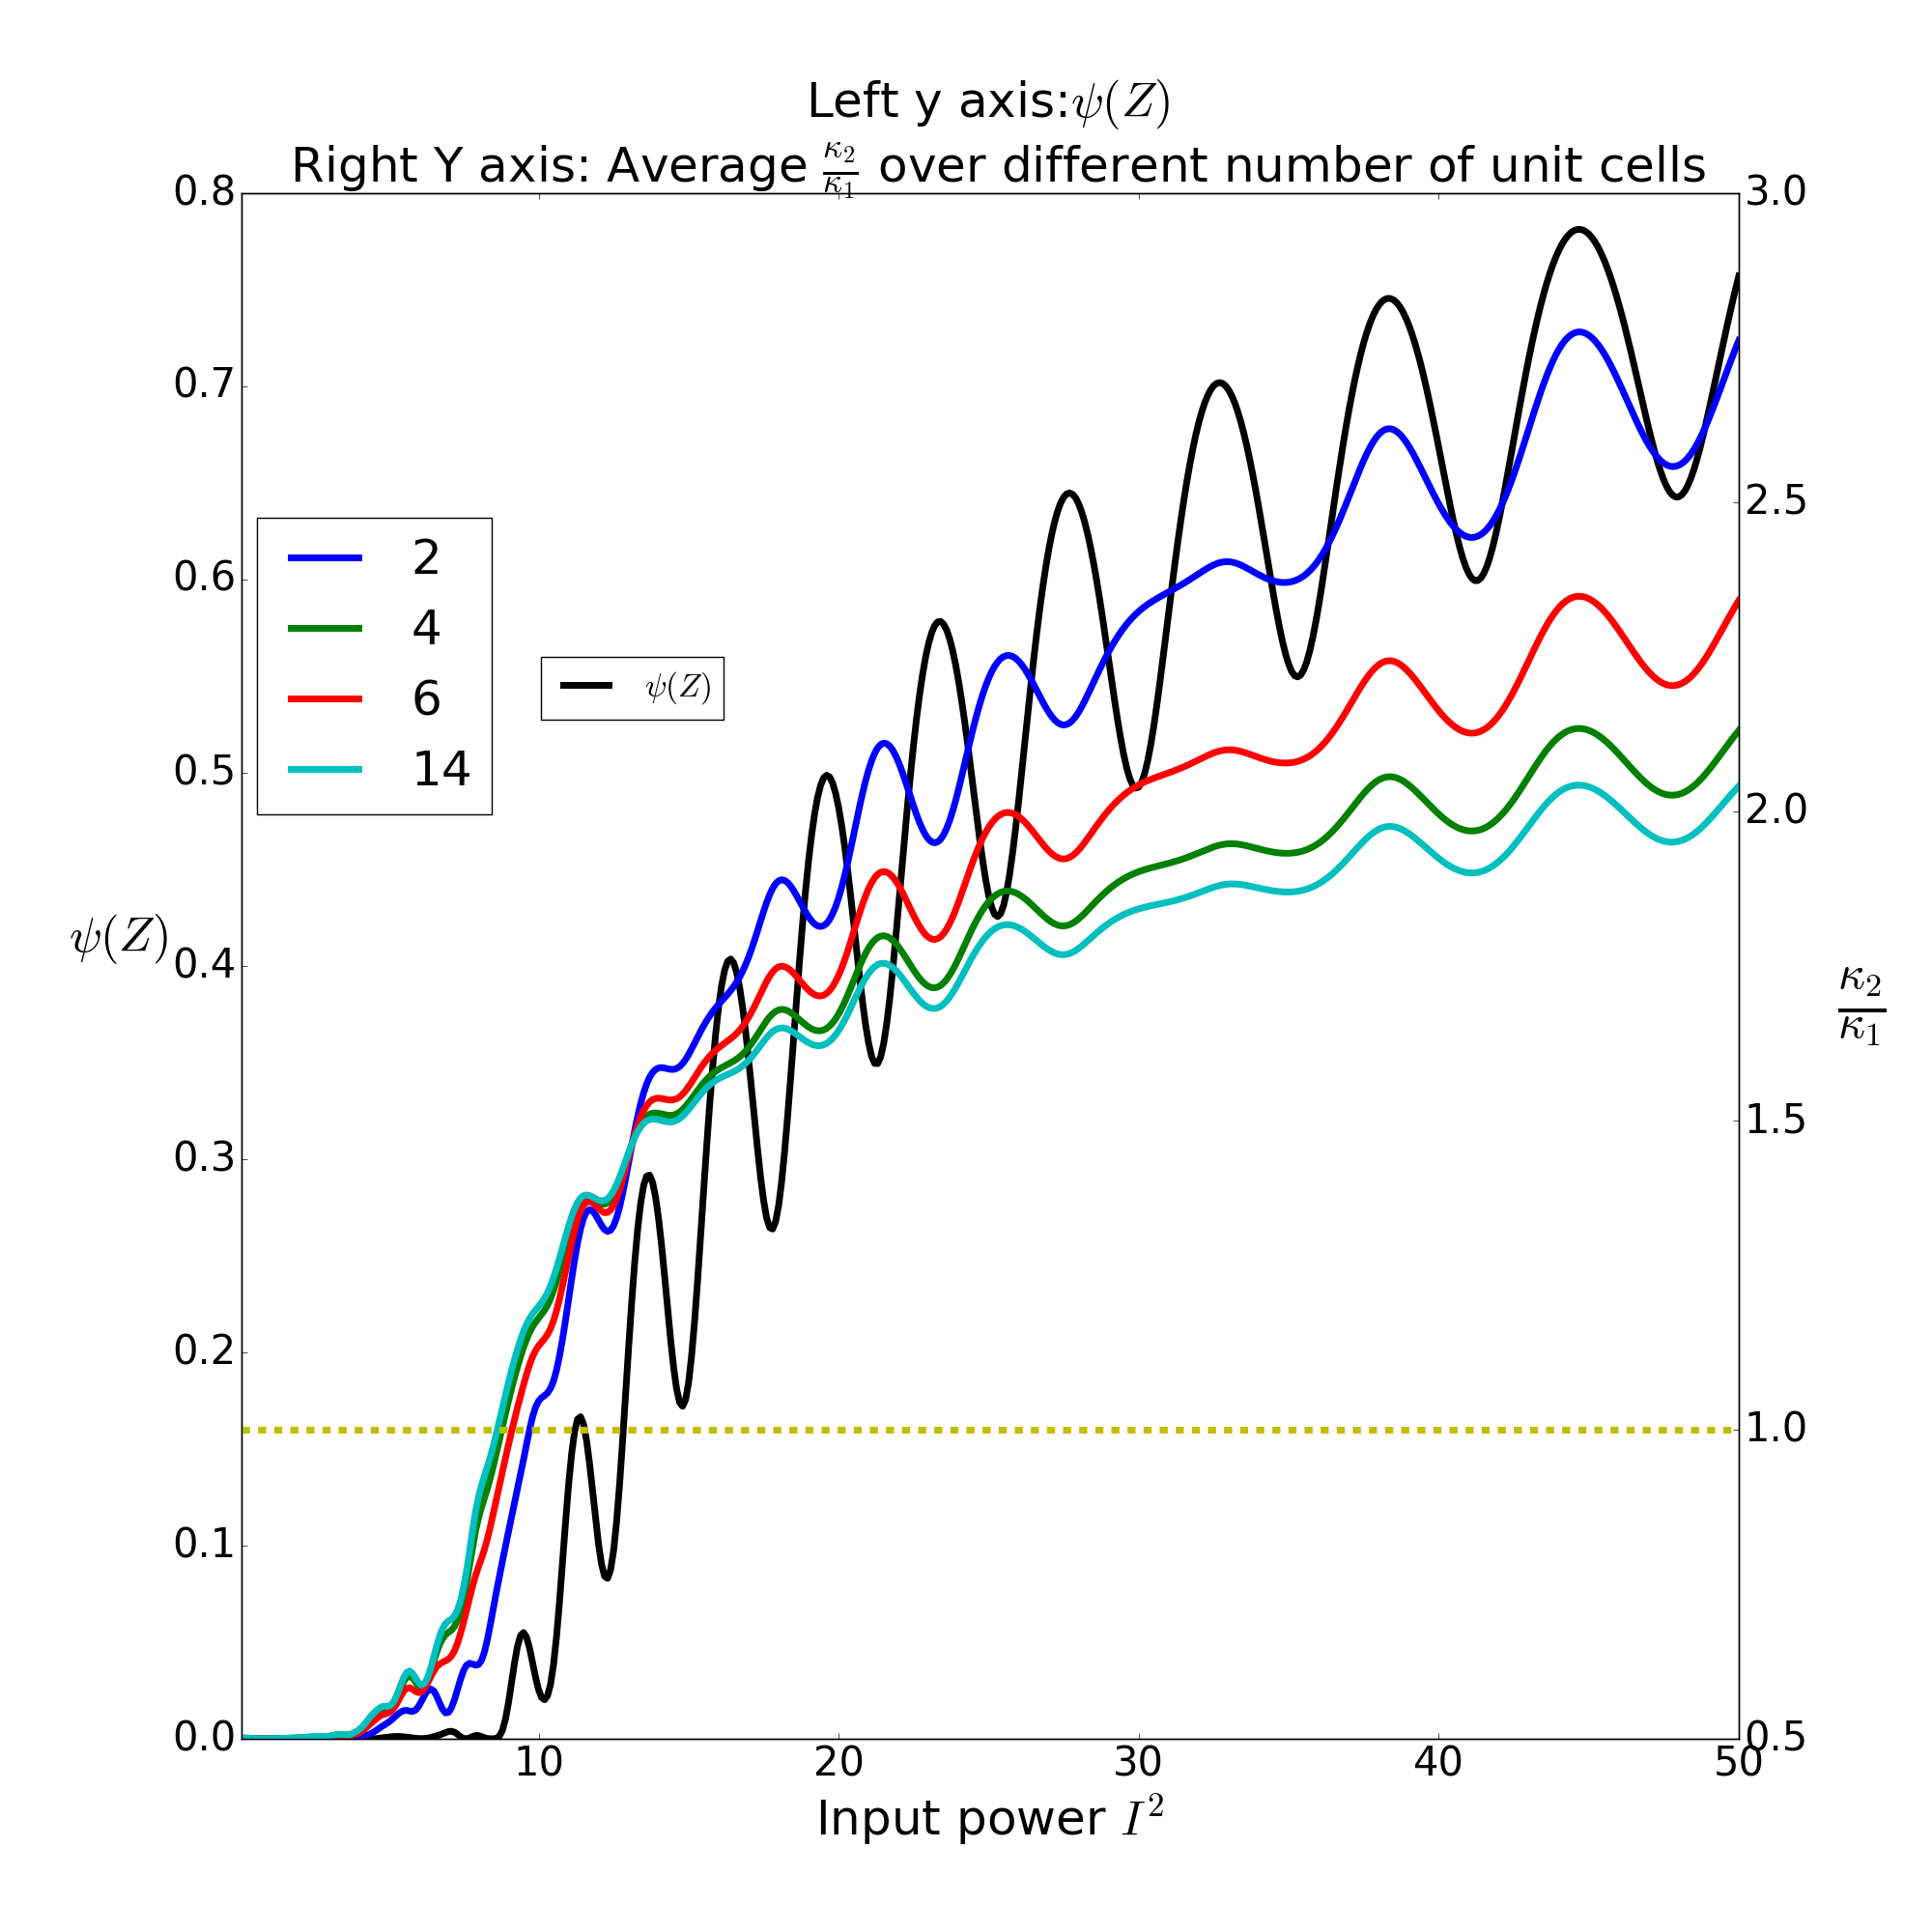 Left y axis:ψ(Z)
Right Y axis: Average κ2/κ1 over different number of unit cells
0.8
0.7
0.6
0.5
0.4
0.3
0.2
0.1
0.0
ψ(Z)
2
4
6
14
ψ(Z)
3.0
2.5
2.0
1.5
1.0
0.5
κ2/κ1
10 20 30 40 50
Input power I²